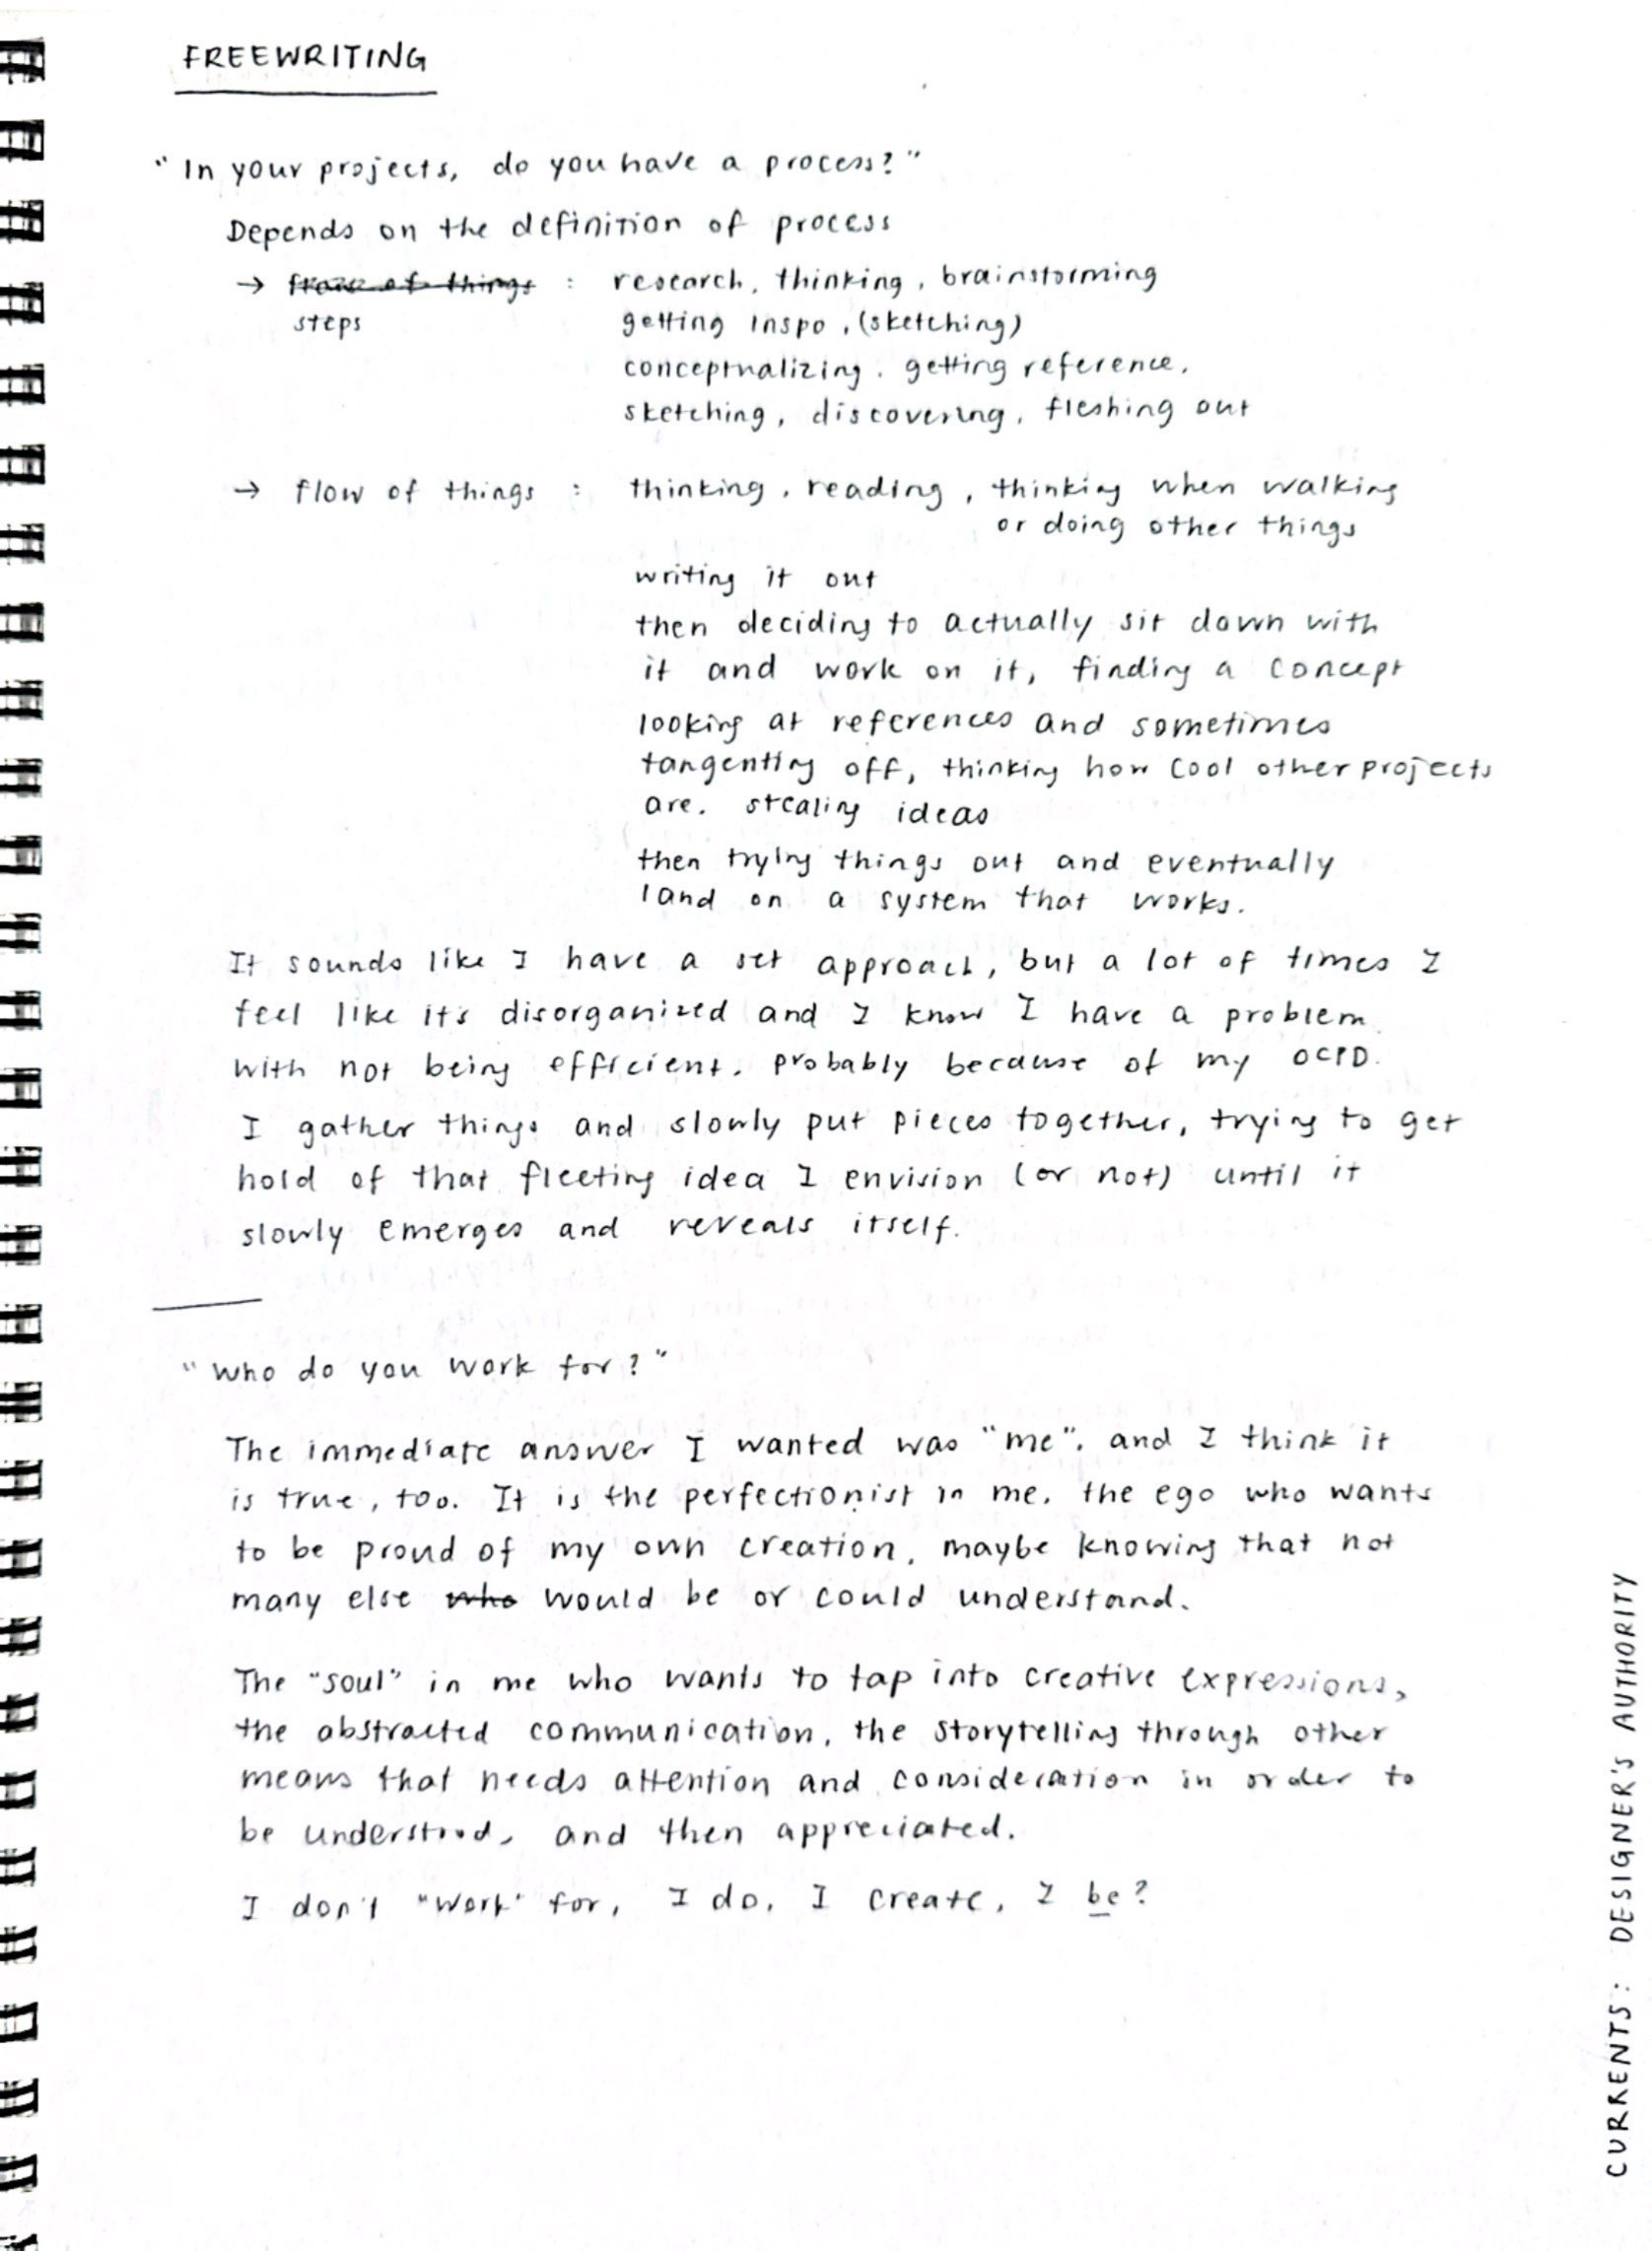 FREEWRITING
"In your projects, do you have a process?"
Depends on the definition of process
→ : research, thinking, brainstorming
steps getting inspo, (sketching)
conceptualizing, getting reference,
sketching, discovering, fleshing out
→ flow of things : thinking, reading, thinking when walking
or doing other things
writing it out
then deciding to actually sit down with
it and work on it, finding a concept
looking at references and sometimes
tangenting off, thinking how cool other projects
are. stealing ideas
then trying things out and eventually
land on a system that works.
It sounds like I have a set approach, but a lot of times I
feel like its disorganized and I know I have a problem
with not being efficient. probably because of my OCPD.
I gather things and slowly put pieces together, trying to get
hold of that fleeting idea I envision (or not) until it
slowly emerges and reveals itself.
"Who do you work for?"
The immediate answer I wanted was "me". and I think it
is true, too. It is the perfectionist in me. the ego who wants
to be proud of my own creation, maybe knowing that not
many else who would be or could understand.
The "soul" in me who wants to tap into creative expressions,
the abstracted communication, the storytelling through other
means that needs attention and consideration in order to
be understood, and then appreciated.
I don't "work" for, I do, I create, I be?
CURRENTS: DESIGNER'S AUTHORITY